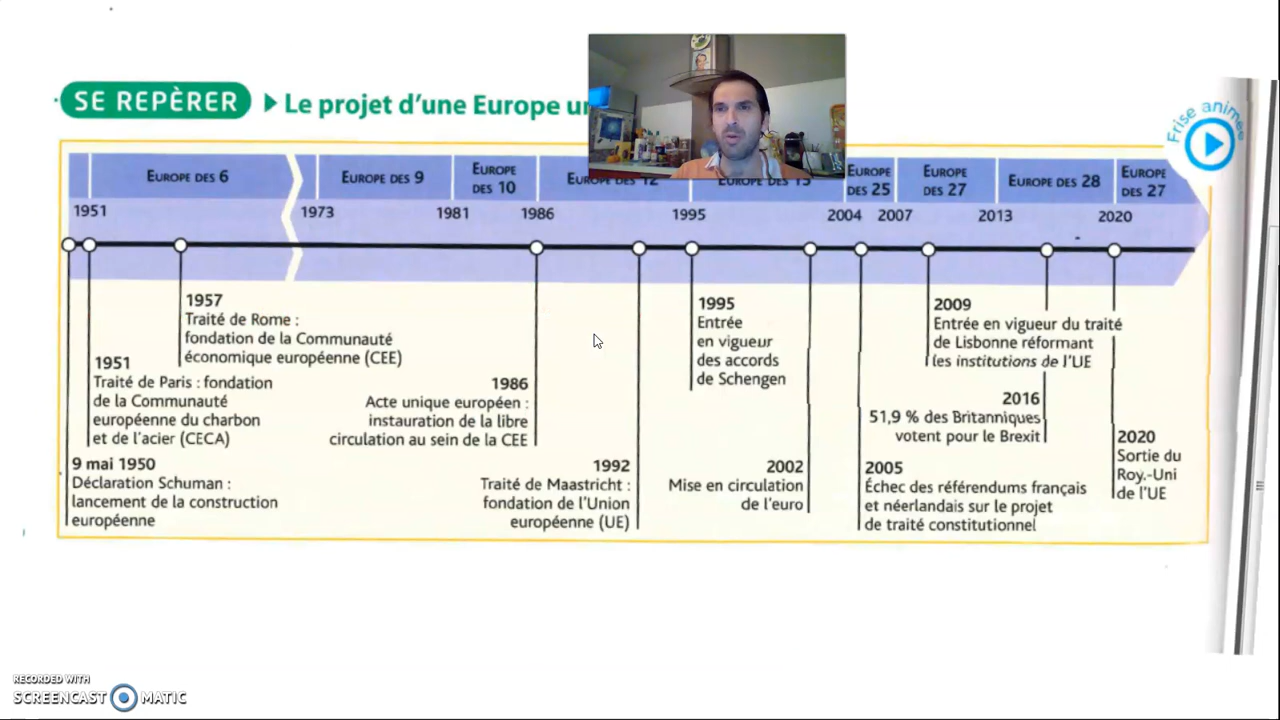 SE REPÈRER ▶ Le projet d'une Europe
Frise animée
EUROPE DES 6
EUROPE DES 9
EUROPE DES 10
EUROPE DES 12
EUROPE DES 15
EUROPE DES 25
EUROPE DES 27
EUROPE DES 28
EUROPE DES 27
1951
1973
1981
1986
1995
2004
2007
2013
2020
1957
Traité de Rome :
fondation de la Communauté
économique européenne (CEE)
1951
Traité de Paris : fondation
de la Communauté
européenne du charbon
et de l'acier (CECA)
9 mai 1950
Déclaration Schuman :
lancement de la construction
européenne
1986
Acte unique européen :
instauration de la libre
circulation au sein de la CEE
1992
Traité de Maastricht :
fondation de l'Union
européenne (UE)
1995
Entrée
en vigueur
des accords
de Schengen
2002
Mise en circulation
de l'euro
2009
Entrée en vigueur du traité
de Lisbonne réformant
les institutions de l'UE
2016
51,9 % des Britanniques
votent pour le Brexit
2005
Échec des référendums français
et néerlandais sur le projet
de traité constitutionnel
2020
Sortie du
Roy.-Uni
de l'UE
RECORDED WITH
SCREENCAST MATIC